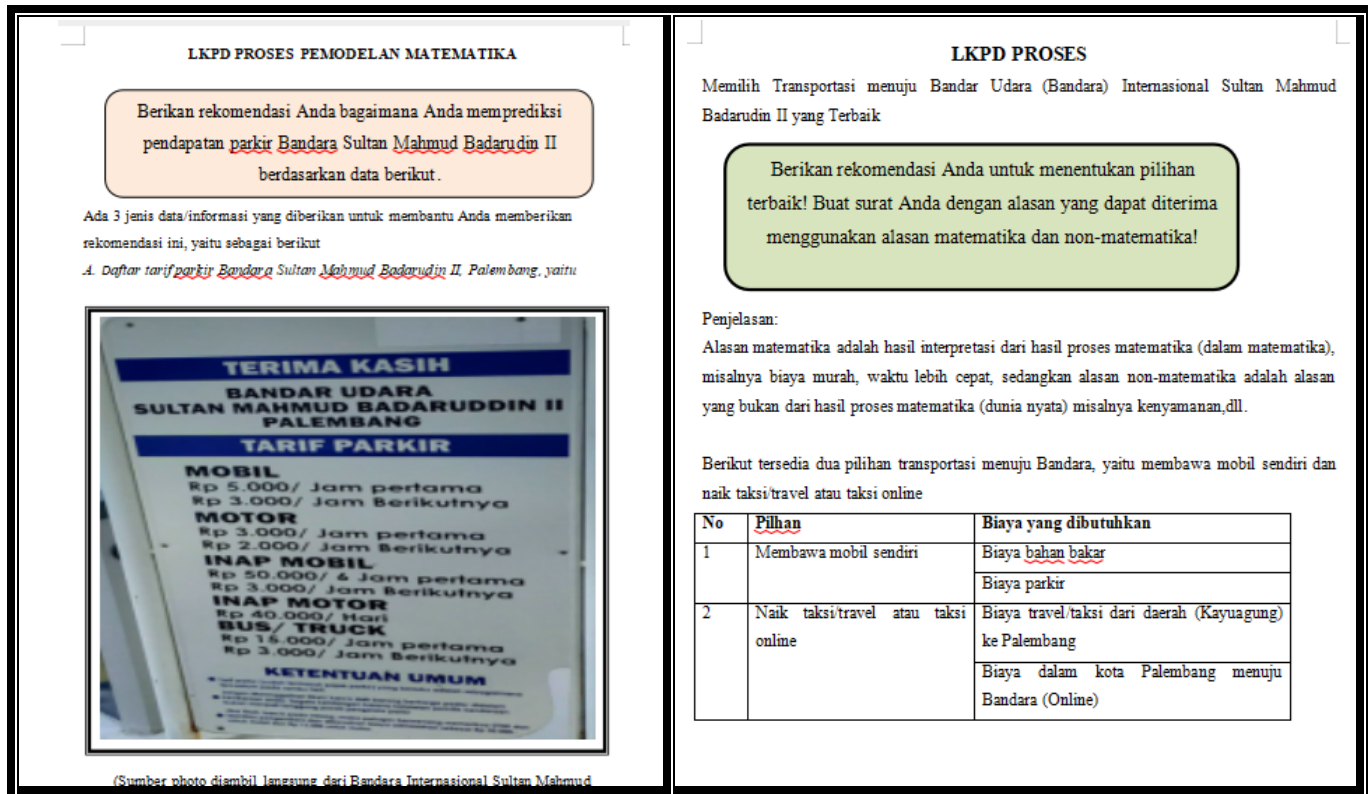 LKPD PROSES PEMODELAN MATEMATIKA
Berikan rekomendasi Anda bagaimana Anda memprediksi
pendapatan parkir Bandara Sultan Mahmud Badarudin II
berdasarkan data berikut.
Ada 3 jenis data/informasi yang diberikan untuk membantu Anda memberikan
rekomendasi ini, yaitu sebagai berikut
A. Daftar tarif parkir Bandara Sultan Mahmud Badarudin II, Palembang, yaitu
TERIMA KASIH
BANDAR UDARA
SULTAN MAHMUD BADARUDDIN II
PALEMBANG
TARIF PARKIR
MOBIL
Rp 5.000/ Jam pertama
Rp 3.000/ Jam Berikutnya
MOTOR
Rp 3.000/ Jam pertama
Rp 2.000/ Jam Berikutnya
INAP MOBIL
Rp 50.000/ 6 Jam pertama
Rp 3.000/ Jam Berikutnya
INAP MOTOR
Rp 40.000/ Hari
BUS/ TRUCK
Rp 15.000/ Jam pertama
Rp 3.000/ Jam Berikutnya
KETENTUAN UMUM
(Sumber photo diambil langsung dari Bandara Internasional Sultan Mahmud
LKPD PROSES
Memilih Transportasi menuju Bandar Udara (Bandara) Internasional Sultan Mahmud
Badarudin II yang Terbaik
Berikan rekomendasi Anda untuk menentukan pilihan
terbaik! Buat surat Anda dengan alasan yang dapat diterima
menggunakan alasan matematika dan non-matematika!
Penjelasan:
Alasan matematika adalah hasil interpretasi dari hasil proses matematika (dalam matematika),
misalnya biaya murah, waktu lebih cepat, sedangkan alasan non-matematika adalah alasan
yang bukan dari hasil proses matematika (dunia nyata) misalnya kenyamanan,dll.
Berikut tersedia dua pilihan transportasi menuju Bandara, yaitu membawa mobil sendiri dan
naik taksi/travel atau taksi online
No Pilhan Biaya yang dibutuhkan
1 Membawa mobil sendiri Biaya bahan bakar
Biaya parkir
2 Naik taksi/travel atau taksi Biaya travel/taksi dari daerah (Kayuagung)
online ke Palembang
Biaya dalam kota Palembang menuju
Bandara (Online)